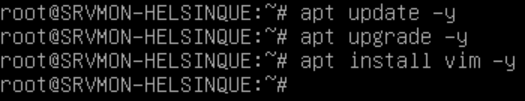 root@SRVMON-HELSINQUE:~# apt update -y
root@SRVMON-HELSINQUE:~# apt upgrade -y
root@SRVMON-HELSINQUE:~# apt install vim -y
root@SRVMON-HELSINQUE:~#